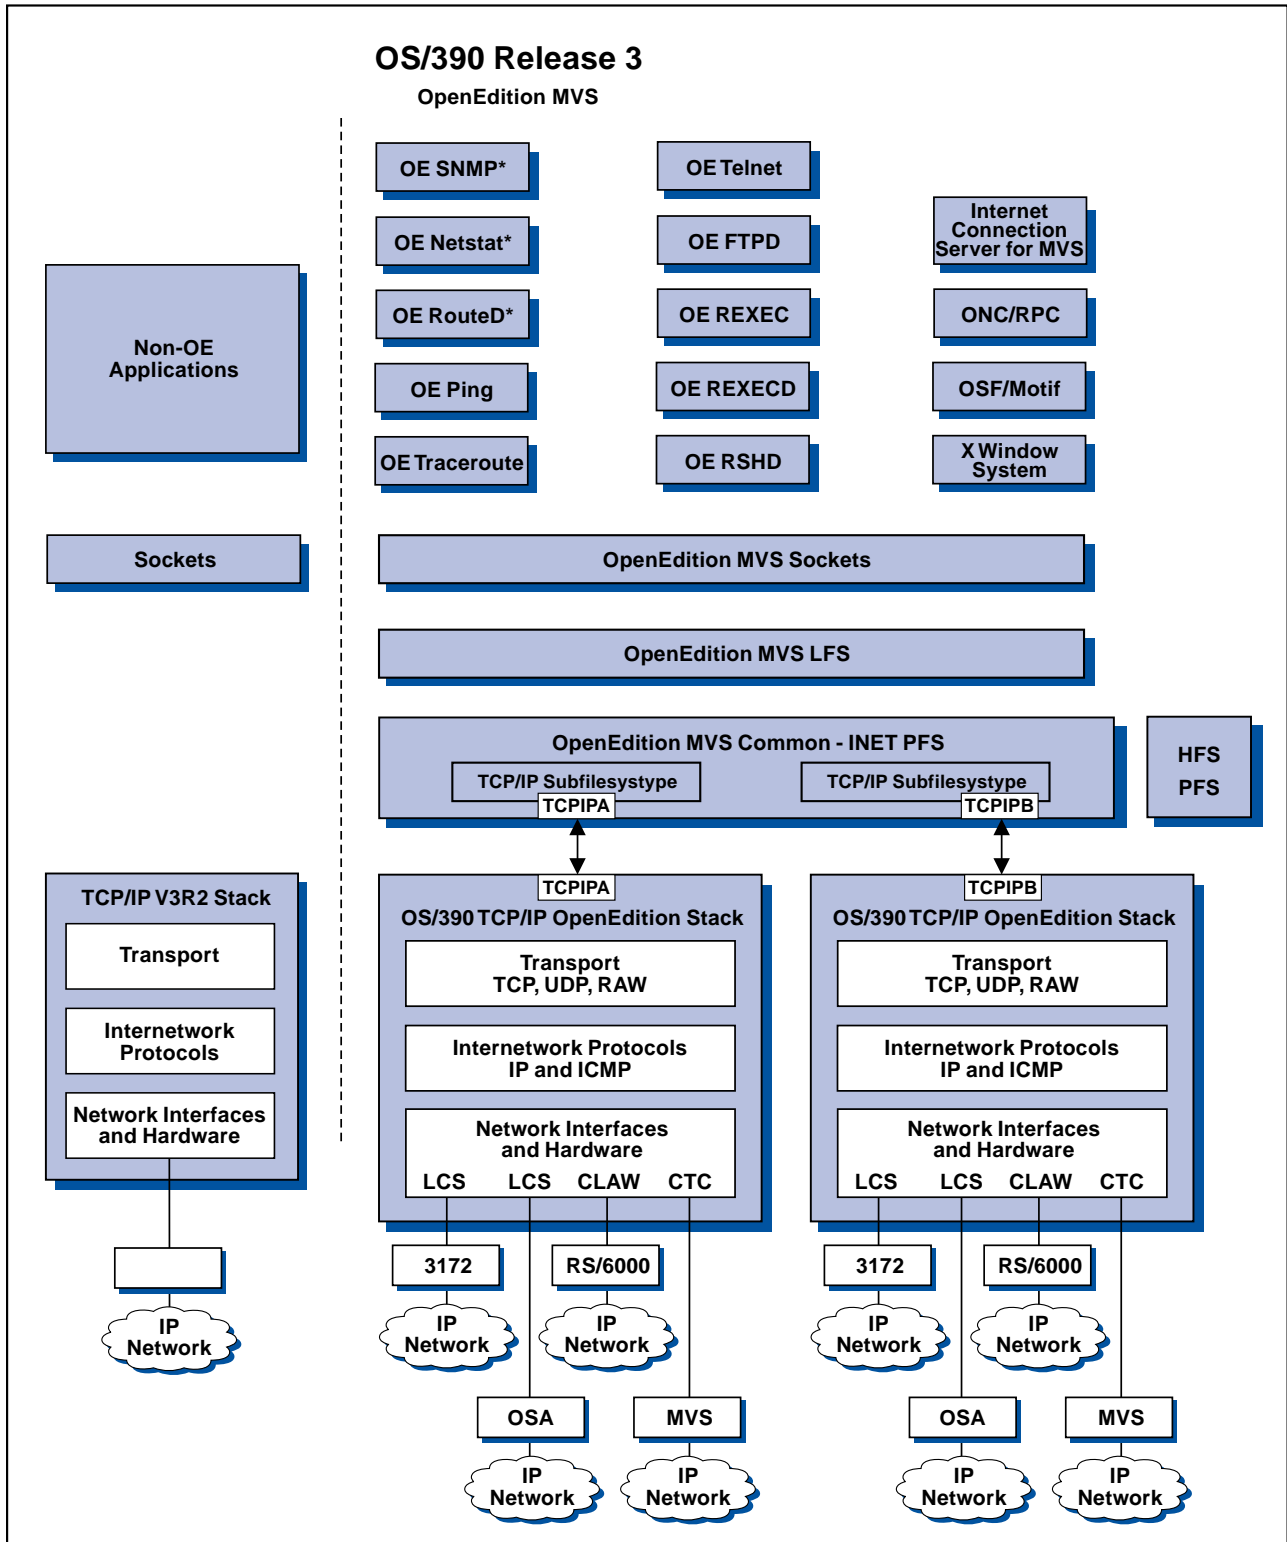 OS/390 Release 3
OpenEdition MVS
Non-OE
Applications
Sockets
TCP/IP V3R2 Stack
Transport
Internetwork
Protocols
Network Interfaces
and Hardware
IP
Network
OE SNMP*
OE Netstat*
OE RouteD*
OE Ping
OE Traceroute
OE Telnet
OE FTPD
OE REXEC
OE REXECD
OE RSHD
Internet
Connection
Server for MVS
ONC/RPC
OSF/Motif
X Window
System
OpenEdition MVS Sockets
OpenEdition MVS LFS
OpenEdition MVS Common - INET PFS
TCP/IP Subfilesystype
TCPIPA
TCP/IP Subfilesystype
TCPIPB
HFS
PFS
TCPIPA
OS/390 TCP/IP OpenEdition Stack
Transport
TCP, UDP, RAW
Internetwork Protocols
IP and ICMP
Network Interfaces
and Hardware
LCS LCS CLAW CTC
3172
RS/6000
IP
Network
IP
Network
OSA
MVS
IP
Network
IP
Network
TCPIPB
OS/390 TCP/IP OpenEdition Stack
Transport
TCP, UDP, RAW
Internetwork Protocols
IP and ICMP
Network Interfaces
and Hardware
LCS LCS CLAW CTC
3172
RS/6000
IP
Network
IP
Network
OSA
MVS
IP
Network
IP
Network